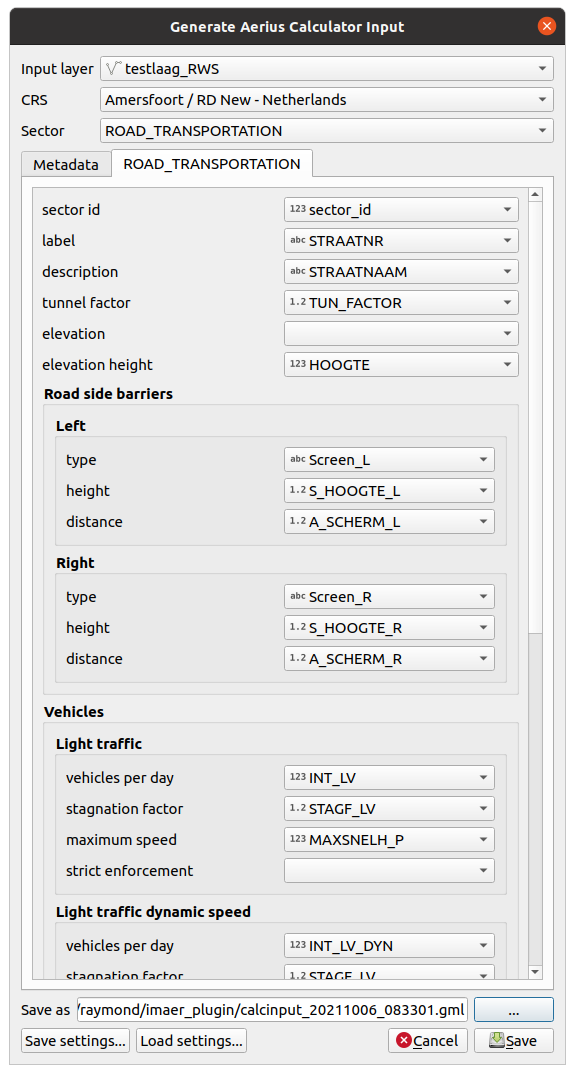 Generate Aerius Calculator Input
Input layer testlaag_RWS
CRS Amersfoort / RD New - Netherlands
Sector ROAD_TRANSPORTATION
Metadata ROAD_TRANSPORTATION
sector id 123 sector_id
label abc STRAATNR
description abc STRAATNAAM
tunnel factor 1.2 TUN_FACTOR
elevation
elevation height 123 HOOGTE
Road side barriers
Left
type abc Screen_L
height 1.2 S_HOOGTE_L
distance 1.2 A_SCHERM_L
Right
type abc Screen_R
height 1.2 S_HOOGTE_R
distance 1.2 A_SCHERM_R
Vehicles
Light traffic
vehicles per day 123 INT_LV
stagnation factor 1.2 STAGF_LV
maximum speed 123 MAXSNELH_P
strict enforcement
Light traffic dynamic speed
vehicles per day 123 INT_LV_DYN
stagnation factor 1.2 STAGF_LV
Save as /raymond/imaer_plugin/calcinput_20211006_083301.gml ...
Save settings... Load settings... Cancel Save